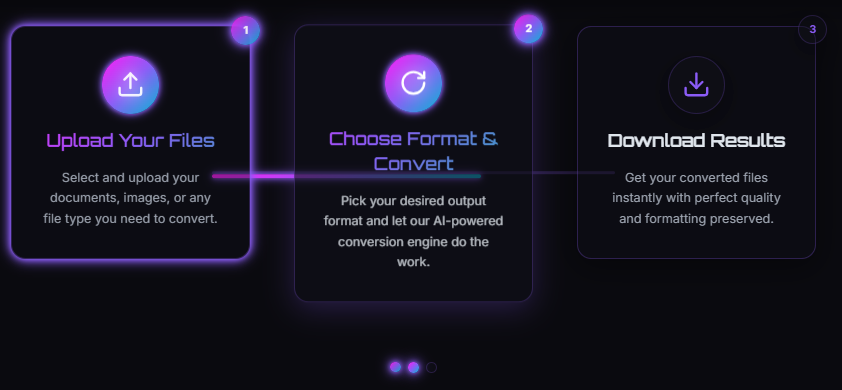 1
Upload Your Files
Select and upload your
documents, images, or any
file type you need to convert.
2
Choose Format &
Convert
Pick your desired output
format and let our AI-powered
conversion engine do the
work.
3
Download Results
Get your converted files
instantly with perfect quality
and formatting preserved.